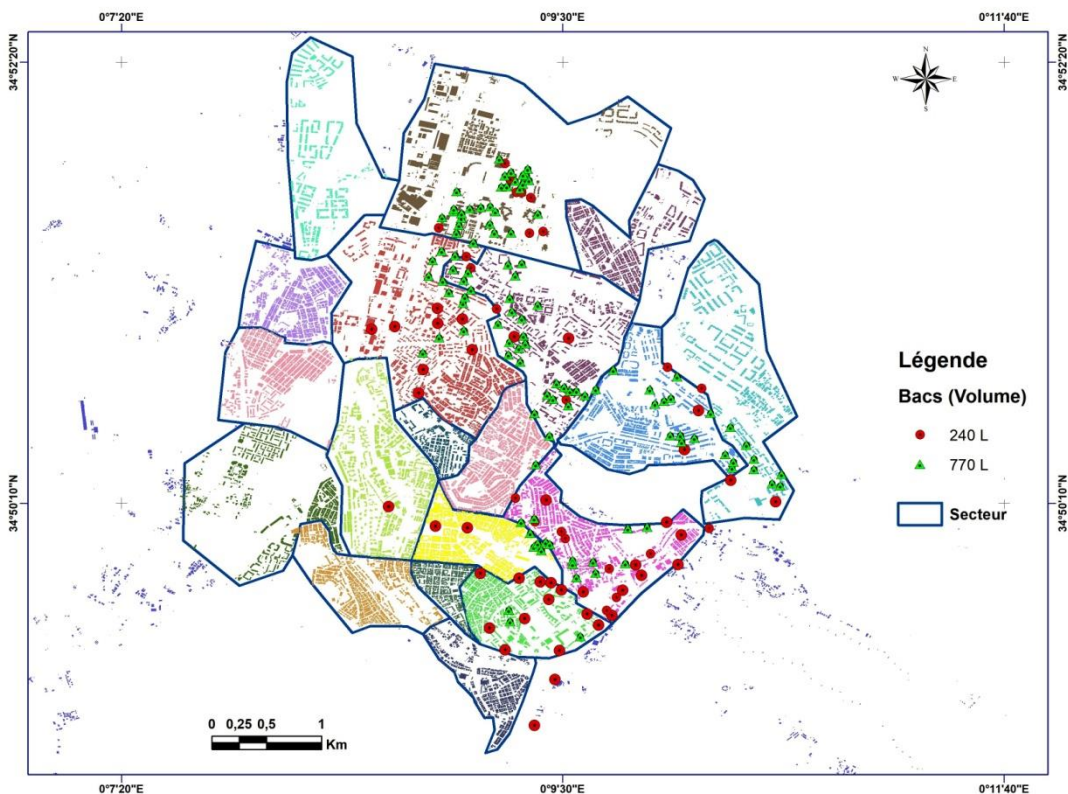 0°7'20"E 0°9'30"E 0°11'40"E
34°52'20"N 34°52'20"N
N
W E
S
Légende
Bacs (Volume)
240 L
770 L
Secteur
34°50'10"N 34°50'10"N
0 0,25 0,5 1
Km
0°7'20"E 0°9'30"E 0°11'40"E